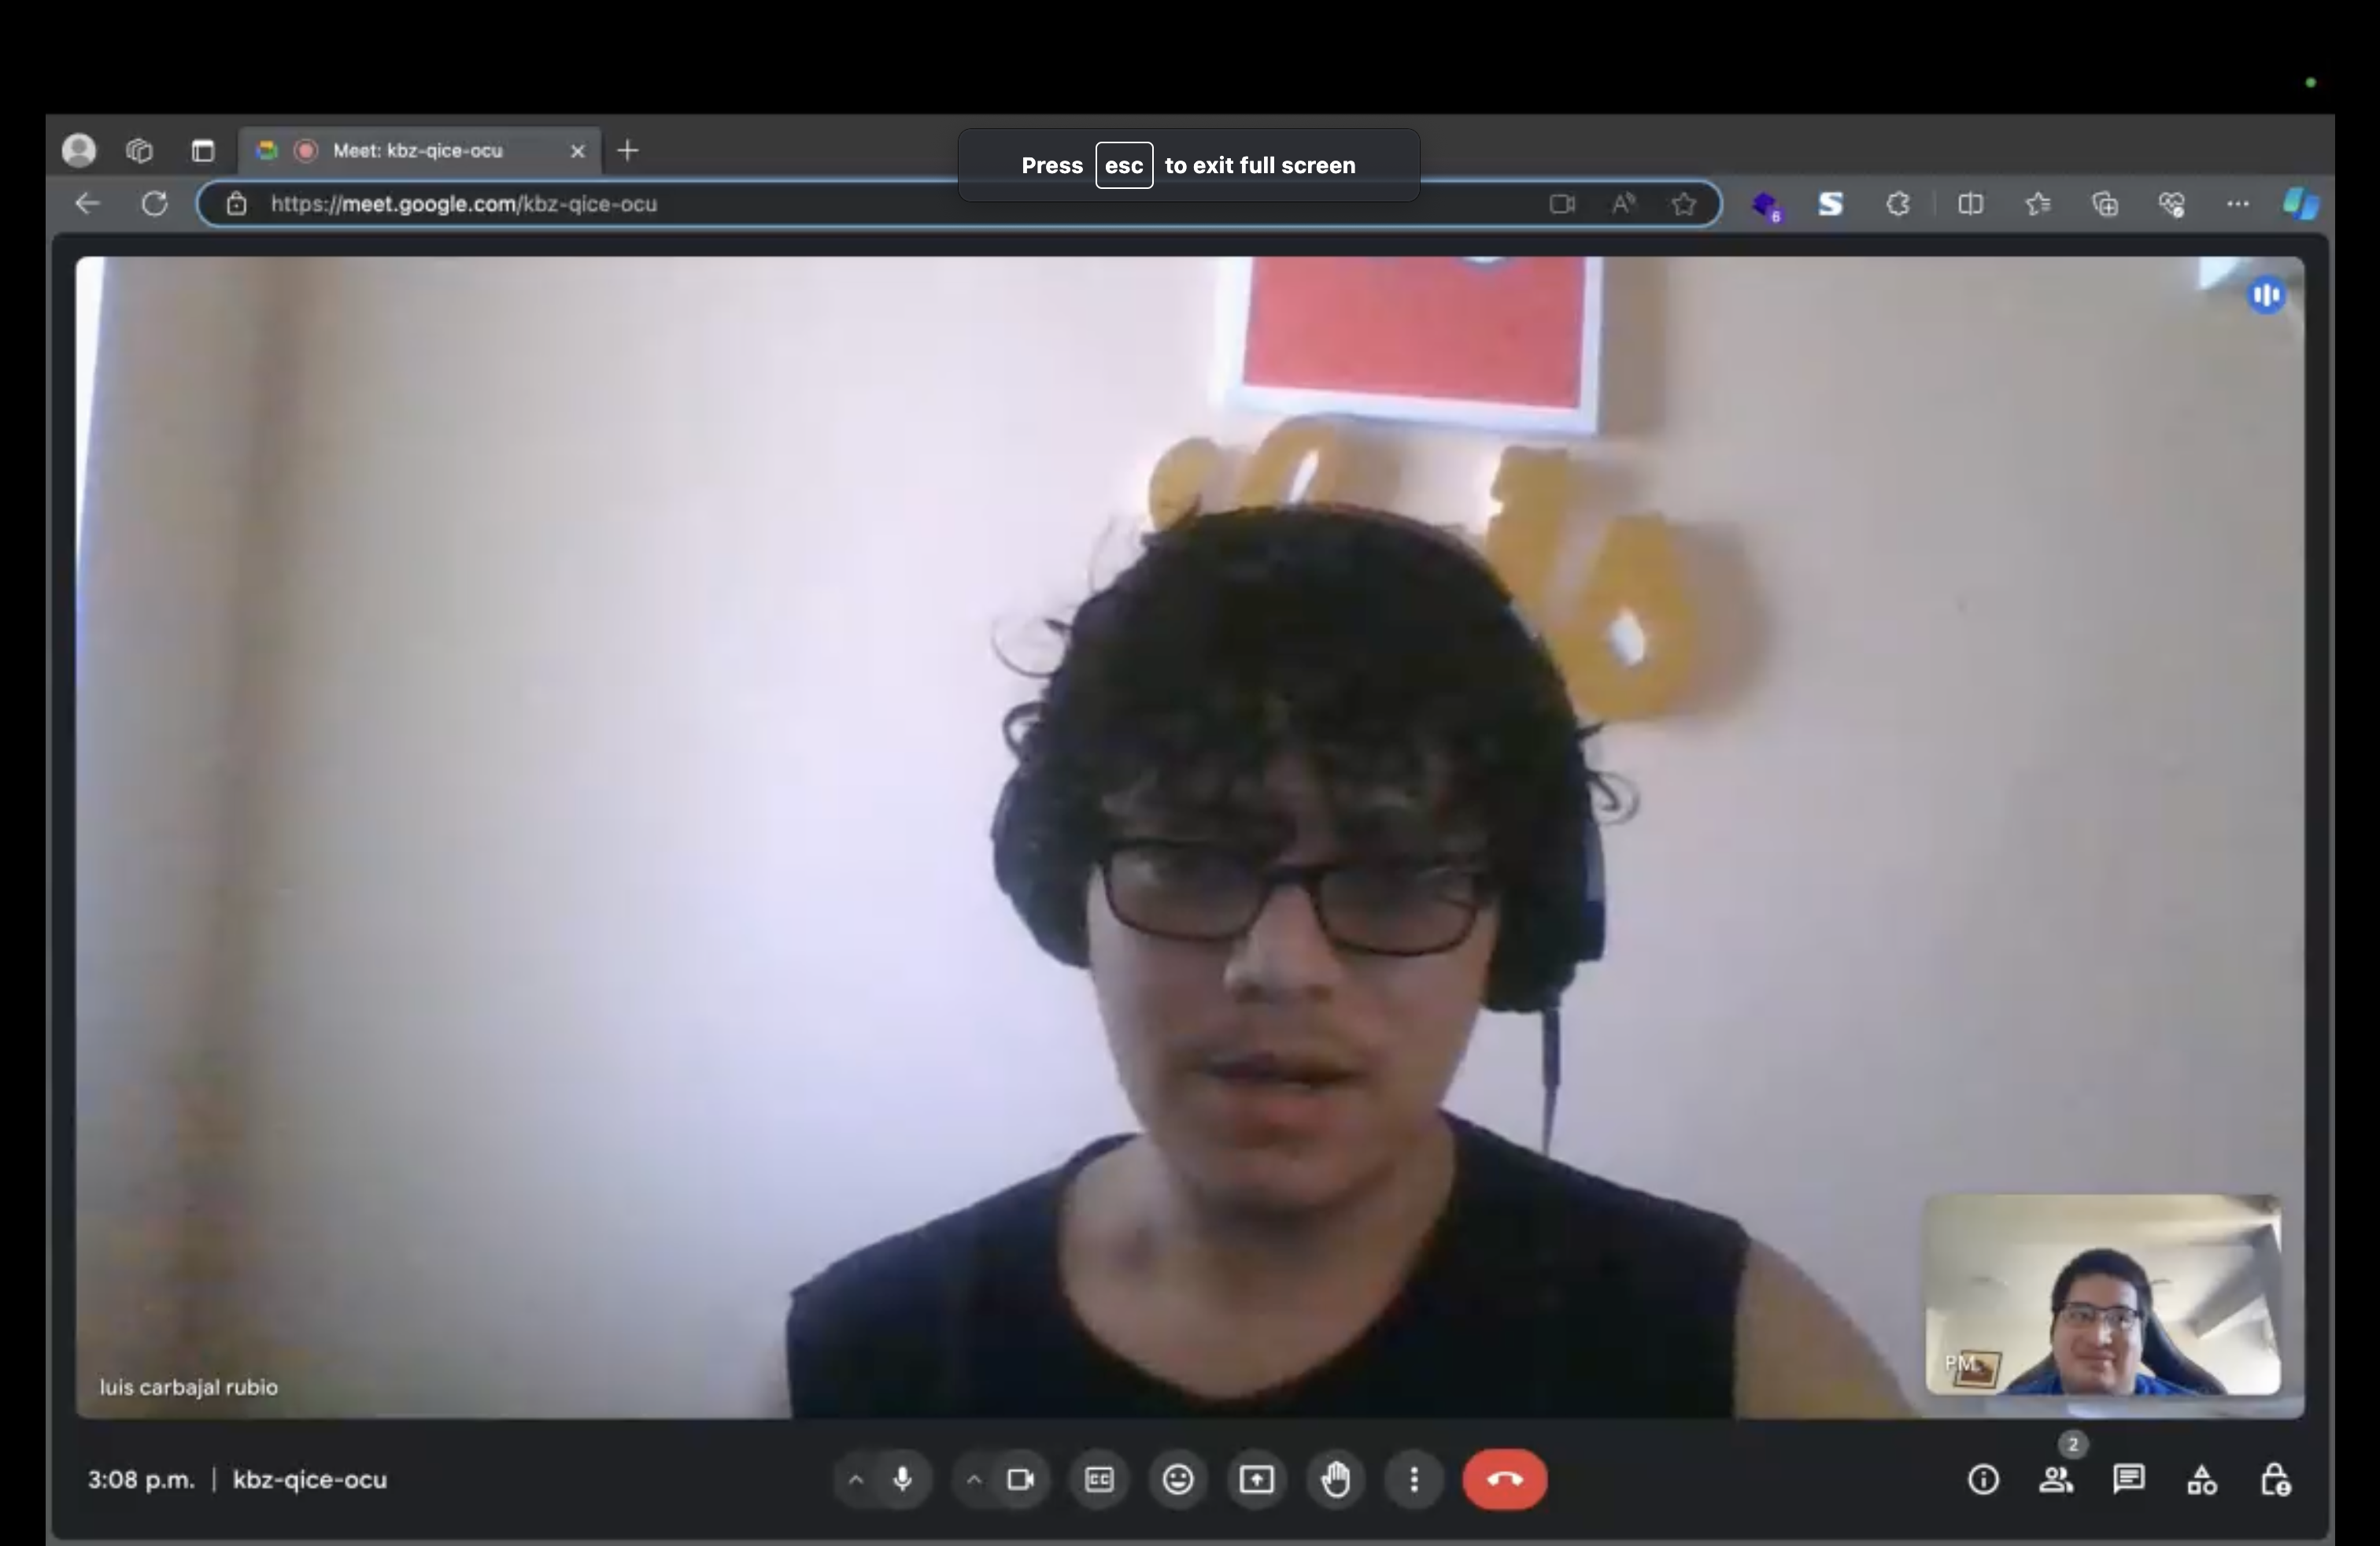 Meet: kbz-qice-ocu
Press esc to exit full screen
https://meet.google.com/kbz-qice-ocu
6
luis carbajal rubio
2
3:08 p.m. | kbz-qice-ocu